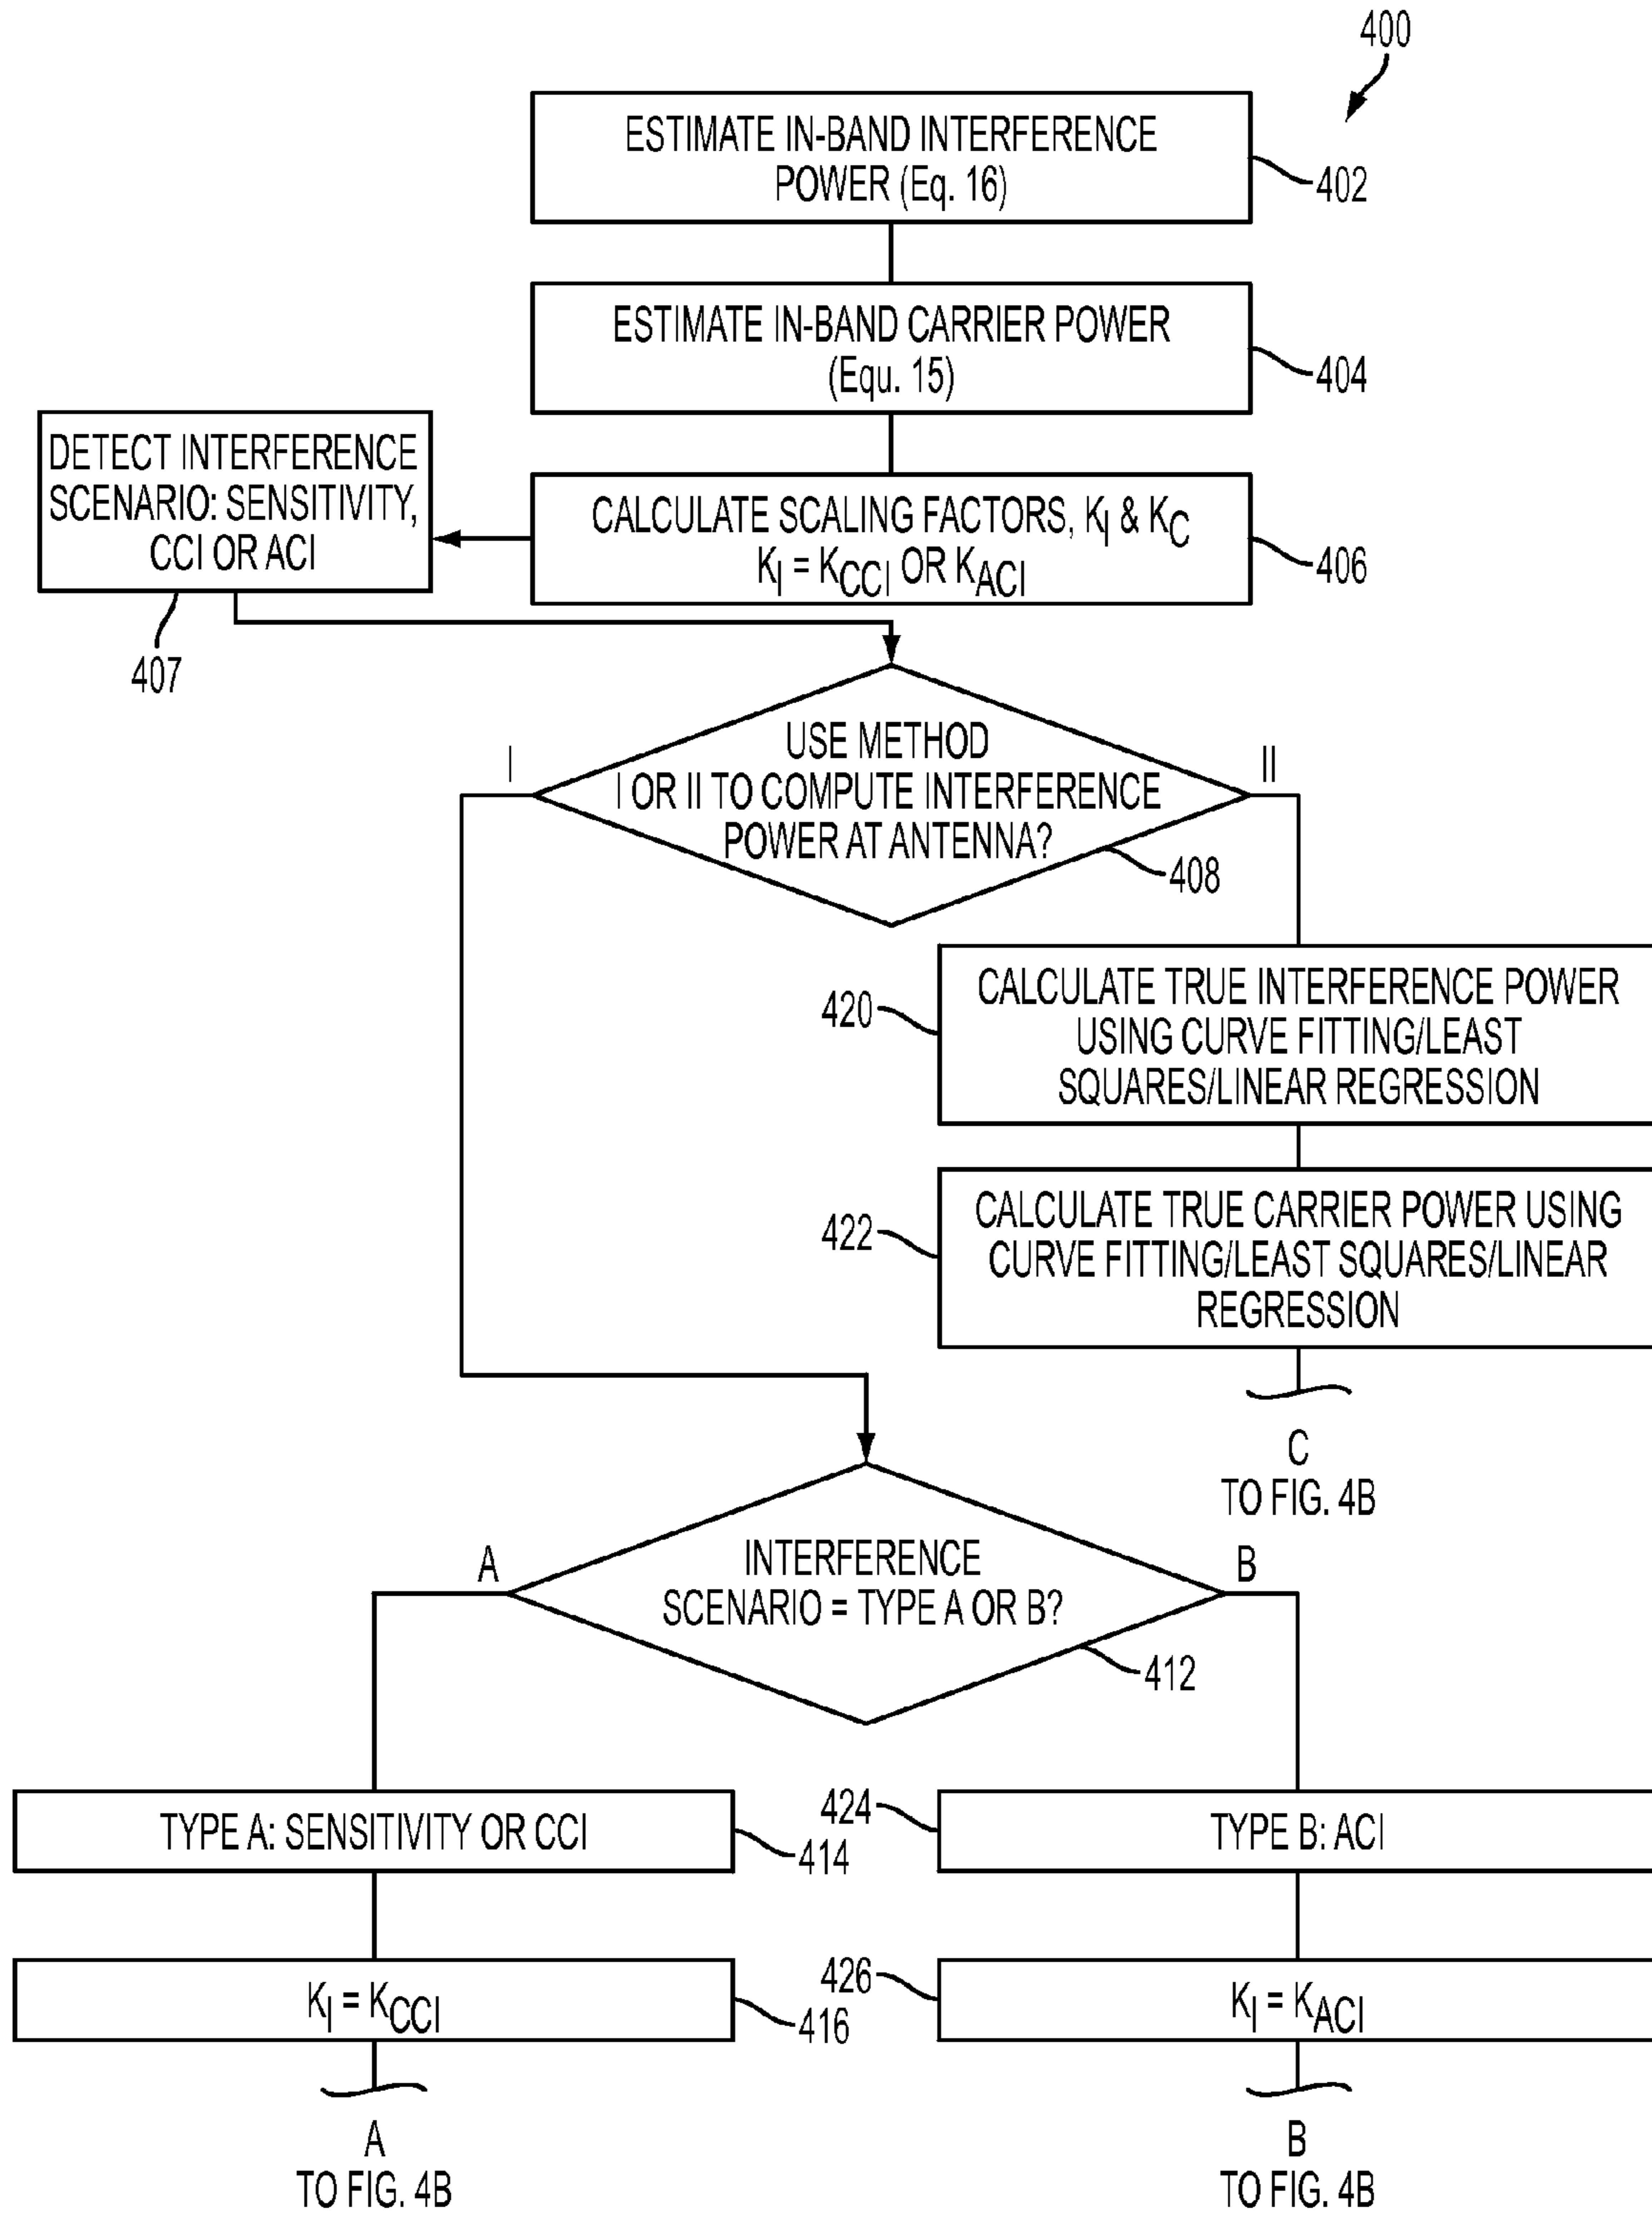 400
ESTIMATE IN-BAND INTERFERENCE
POWER (Eq. 16)
402
ESTIMATE IN-BAND CARRIER POWER
(Equ. 15)
404
CALCULATE SCALING FACTORS, KI & KC
KI = KCCI OR KACI
406
DETECT INTERFERENCE
SCENARIO: SENSITIVITY,
CCI OR ACI
407
USE METHOD
I OR II TO COMPUTE INTERFERENCE
POWER AT ANTENNA?
408
I
II
420
CALCULATE TRUE INTERFERENCE POWER
USING CURVE FITTING/LEAST
SQUARES/LINEAR REGRESSION
422
CALCULATE TRUE CARRIER POWER USING
CURVE FITTING/LEAST SQUARES/LINEAR
REGRESSION
C
TO FIG. 4B
INTERFERENCE
SCENARIO = TYPE A OR B?
412
A
B
TYPE A: SENSITIVITY OR CCI
414
424
TYPE B: ACI
KI = KCCI
416
426
KI = KACI
A
TO FIG. 4B
B
TO FIG. 4B